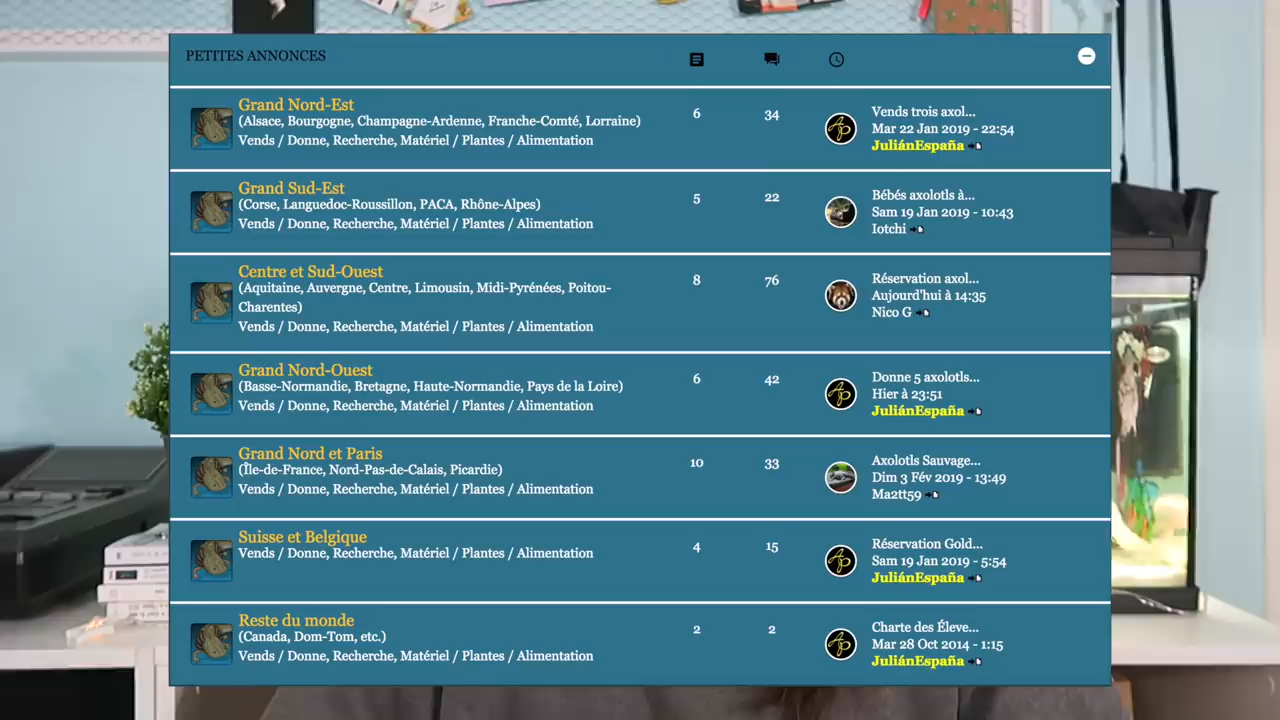 PETITES ANNONCES
Grand Nord-Est
(Alsace, Bourgogne, Champagne-Ardenne, Franche-Comté, Lorraine)
Vends / Donne, Recherche, Matériel / Plantes / Alimentation
6
34
Vends trois axol...
Mar 22 Jan 2019 - 22:54
JuliánEspaña
Grand Sud-Est
(Corse, Languedoc-Roussillon, PACA, Rhône-Alpes)
Vends / Donne, Recherche, Matériel / Plantes / Alimentation
5
22
Bébés axolotls à...
Sam 19 Jan 2019 - 10:43
Iotchi
Centre et Sud-Ouest
(Aquitaine, Auvergne, Centre, Limousin, Midi-Pyrénées, Poitou-
Charentes)
Vends / Donne, Recherche, Matériel / Plantes / Alimentation
8
76
Réservation axol...
Aujourd'hui à 14:35
Nico G
Grand Nord-Ouest
(Basse-Normandie, Bretagne, Haute-Normandie, Pays de la Loire)
Vends / Donne, Recherche, Matériel / Plantes / Alimentation
6
42
Donne 5 axolotls...
Hier à 23:51
JuliánEspaña
Grand Nord et Paris
(Île-de-France, Nord-Pas-de-Calais, Picardie)
Vends / Donne, Recherche, Matériel / Plantes / Alimentation
10
33
Axolotls Sauvage...
Dim 3 Fév 2019 - 13:49
Ma2tt59
Suisse et Belgique
Vends / Donne, Recherche, Matériel / Plantes / Alimentation
4
15
Réservation Gold...
Sam 19 Jan 2019 - 5:54
JuliánEspaña
Reste du monde
(Canada, Dom-Tom, etc.)
Vends / Donne, Recherche, Matériel / Plantes / Alimentation
2
2
Charte des Éleve...
Mar 28 Oct 2014 - 1:15
JuliánEspaña